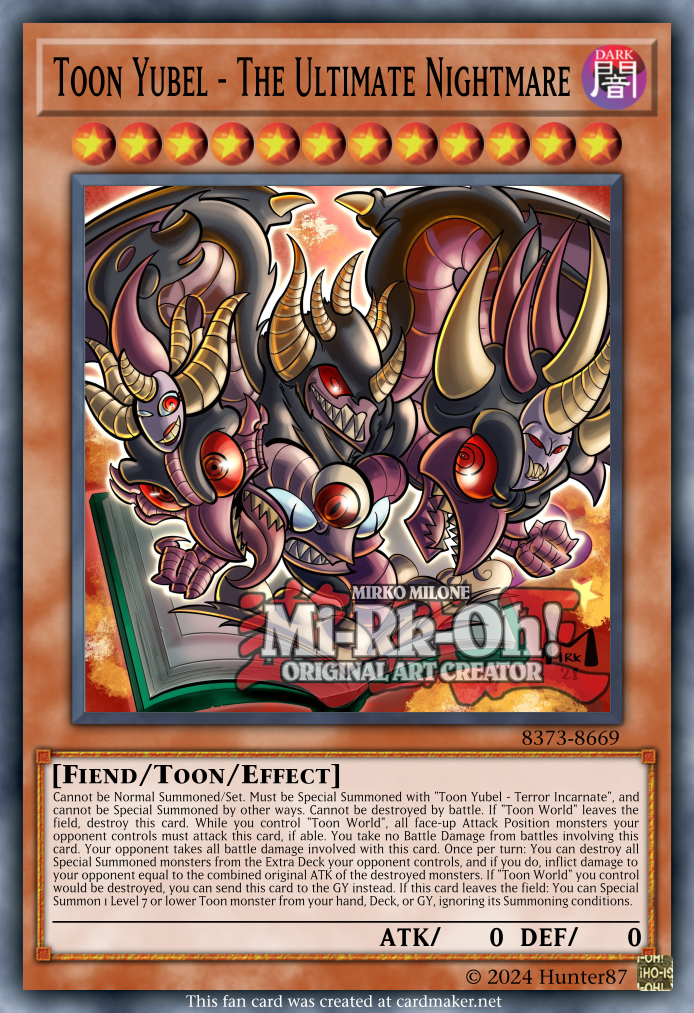 Toon Yubel - The Ultimate Nightmare
DARK
闇
MIRKO MILONE
Mi-Rk-Oh!
ORIGINAL ART CREATOR
MRK
'21
8373-8669
[Fiend/Toon/Effect]
Cannot be Normal Summoned/Set. Must be Special Summoned with "Toon Yubel - Terror Incarnate", and
cannot be Special Summoned by other ways. Cannot be destroyed by battle. If "Toon World" leaves the
field, destroy this card. While you control "Toon World", all face-up Attack Position monsters your
opponent controls must attack this card, if able. You take no Battle Damage from battles involving this
card. Your opponent takes all battle damage involved with this card. Once per turn: You can destroy all
Special Summoned monsters from the Extra Deck your opponent controls, and if you do, inflict damage to
your opponent equal to the combined original ATK of the destroyed monsters. If "Toon World" you control
would be destroyed, you can send this card to the GY instead. If this card leaves the field: You can Special
Summon 1 Level 7 or lower Toon monster from your hand, Deck, or GY, ignoring its Summoning conditions.
ATK/ 0 DEF/ 0
© 2024 Hunter87
This fan card was created at cardmaker.net